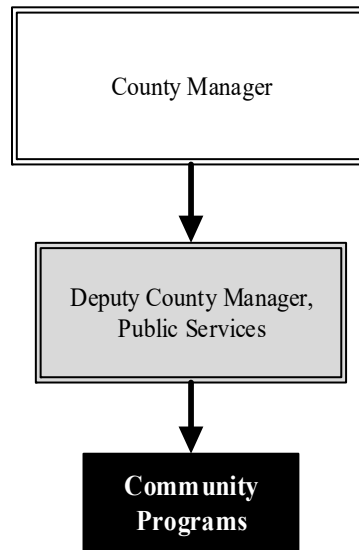 County Manager
Deputy County Manager,
Public Services
Community
Programs